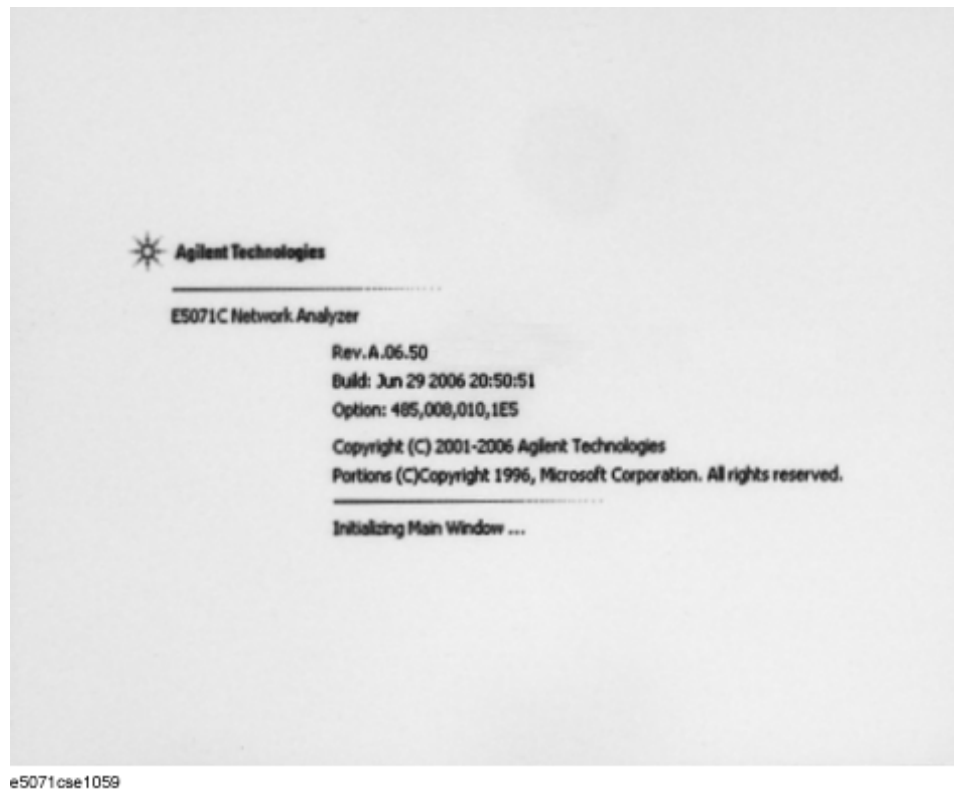 Agilent Technologies
E5071C Network Analyzer
Rev.A.06.50
Build: Jun 29 2006 20:50:51
Option: 485,008,010,1E5
Copyright (C) 2001-2006 Agilent Technologies
Portions (C)Copyright 1996, Microsoft Corporation. All rights reserved.
Initializing Main Window ...
e5071cse1059